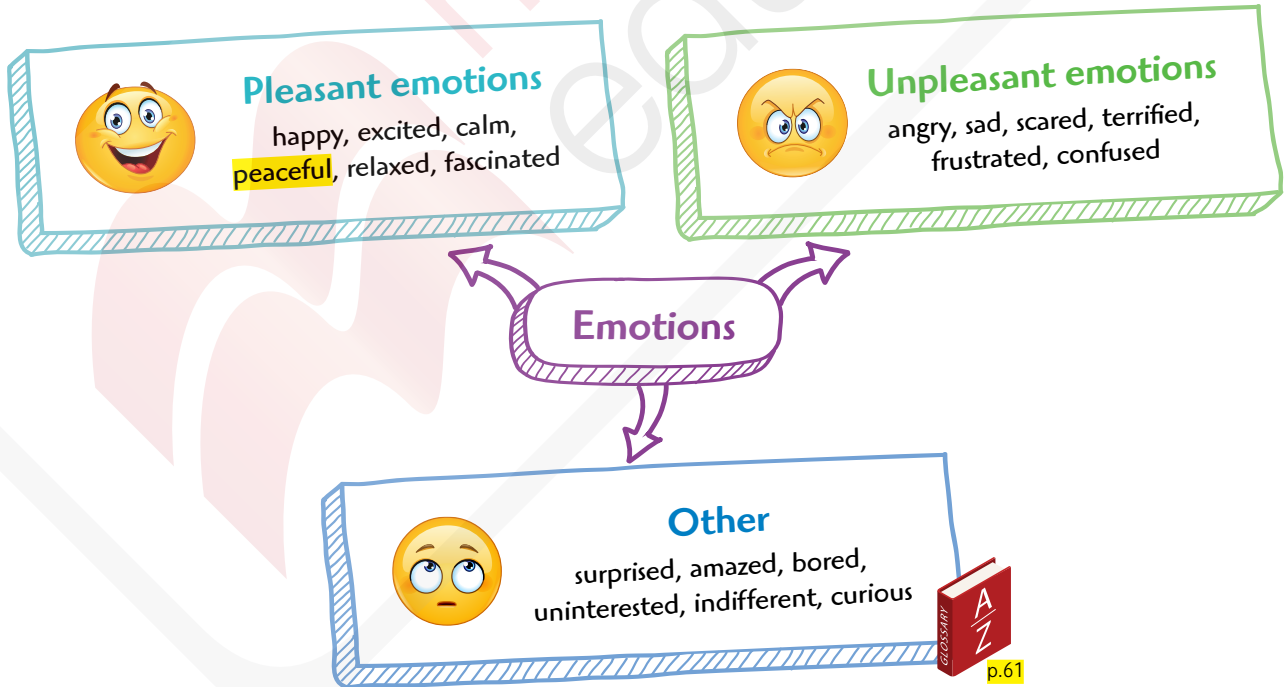 Pleasant emotions
happy, excited, calm,
peaceful, relaxed, fascinated
Unpleasant emotions
angry, sad, scared, terrified,
frustrated, confused
Emotions
Other
surprised, amazed, bored,
uninterested, indifferent, curious
GLOSSARY
A
Z
p.61